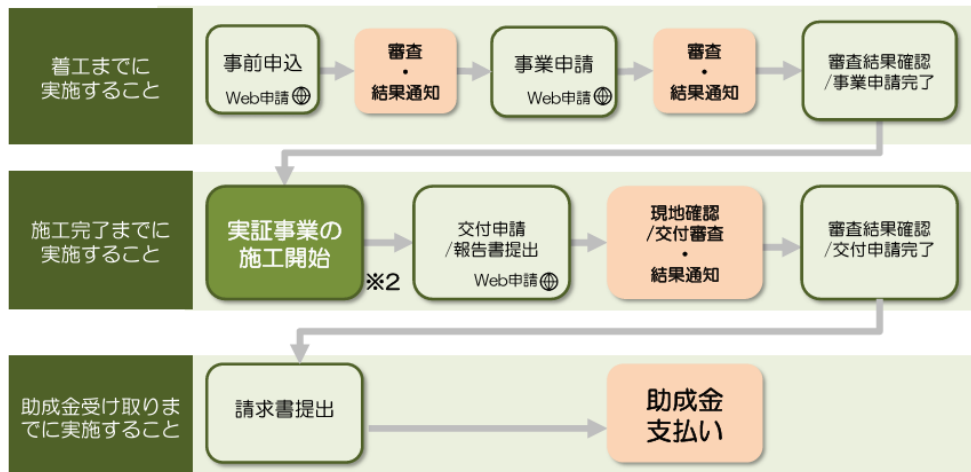 着工までに
実施すること
事前申込
Web申請
審査
・
結果通知
事業申請
Web申請
審査
・
結果通知
審査結果確認
/事業申請完了
施工完了までに
実施すること
実証事業の
施工開始
※2
交付申請
/報告書提出
Web申請
現地確認
/交付審査
・
結果通知
審査結果確認
/交付申請完了
助成金受け取りま
でに実施すること
請求書提出
助成金
支払い